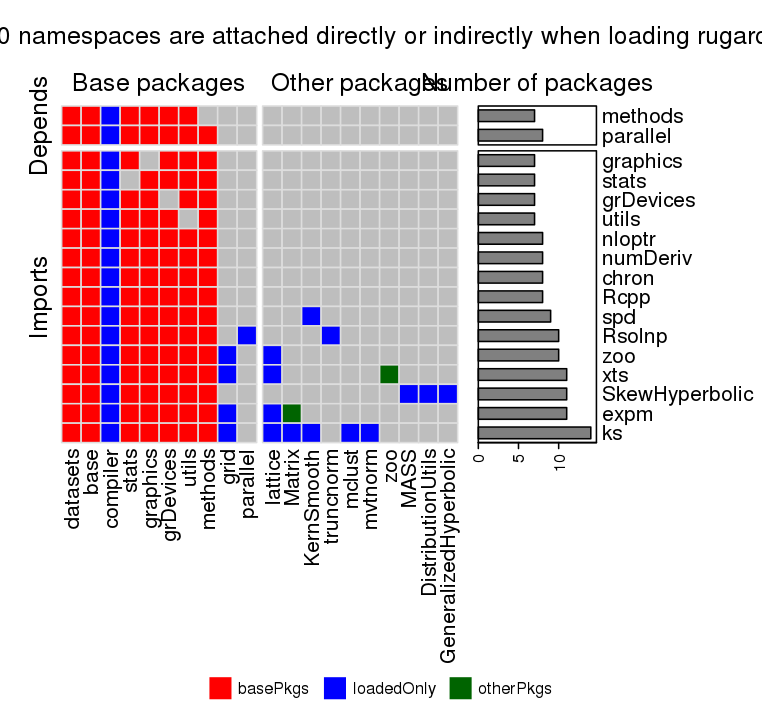 0 namespaces are attached directly or indirectly when loading rugarc
Base packages
Other packages
Number of packages
Depends
Imports
methods
parallel
graphics
stats
grDevices
utils
nloptr
numDeriv
chron
Rcpp
spd
Rsolnp
zoo
xts
SkewHyperbolic
expm
ks
0
5
10
datasets
base
compiler
stats
graphics
grDevices
utils
methods
grid
parallel
lattice
Matrix
KernSmooth
truncnorm
mclust
mvtnorm
zoo
MASS
DistributionUtils
GeneralizedHyperbolic
basePkgs
loadedOnly
otherPkgs